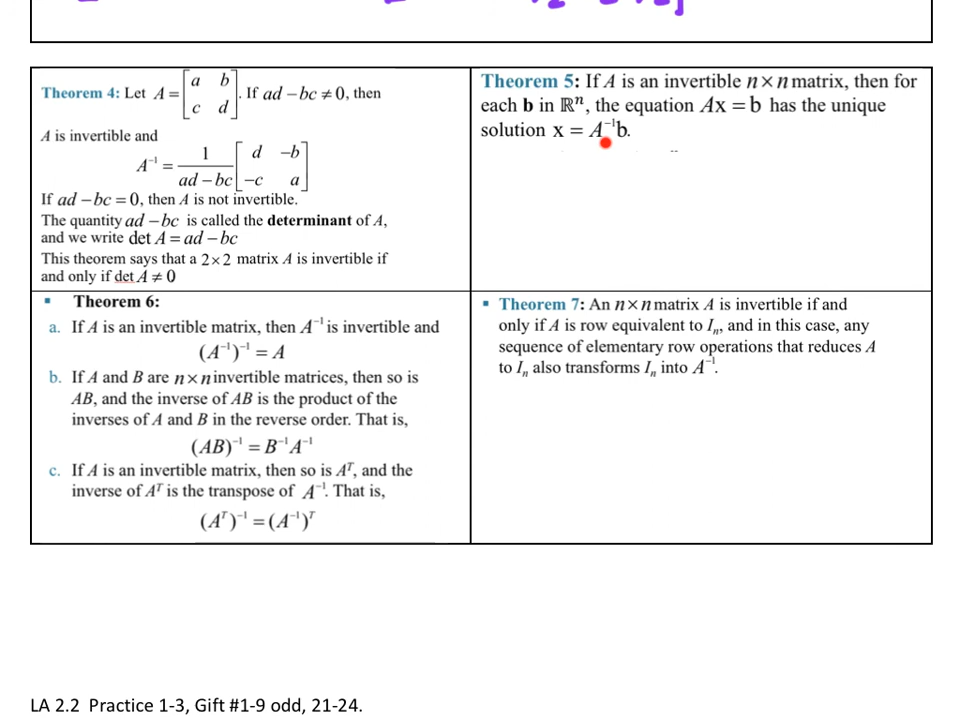 Theorem 4: Let A = [a b; c d]. If ad − bc ≠ 0, then
A is invertible and
A⁻¹ = 1/(ad − bc) [d −b; −c a]
If ad − bc = 0, then A is not invertible.
The quantity ad − bc is called the determinant of A,
and we write det A = ad − bc
This theorem says that a 2×2 matrix A is invertible if
and only if det A ≠ 0
Theorem 5: If A is an invertible n×n matrix, then for
each b in ℝⁿ, the equation Ax = b has the unique
solution x = A⁻¹b.
▪ Theorem 6:
a. If A is an invertible matrix, then A⁻¹ is invertible and
(A⁻¹)⁻¹ = A
b. If A and B are n×n invertible matrices, then so is
AB, and the inverse of AB is the product of the
inverses of A and B in the reverse order. That is,
(AB)⁻¹ = B⁻¹A⁻¹
c. If A is an invertible matrix, then so is Aᵀ, and the
inverse of Aᵀ is the transpose of A⁻¹. That is,
(Aᵀ)⁻¹ = (A⁻¹)ᵀ
▪ Theorem 7: An n×n matrix A is invertible if and
only if A is row equivalent to Iₙ, and in this case, any
sequence of elementary row operations that reduces A
to Iₙ also transforms Iₙ into A⁻¹.
LA 2.2 Practice 1-3, Gift #1-9 odd, 21-24.